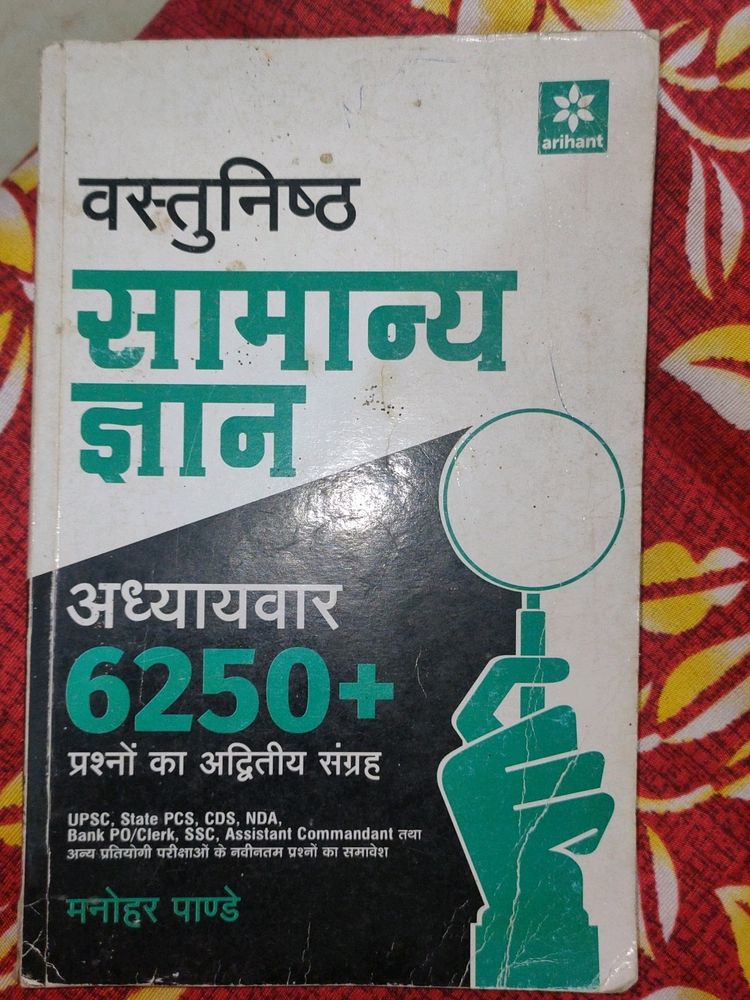 arihant
वस्तुनिष्ठ
सामान्य
ज्ञान
अध्यायवार
6250+
प्रश्नों का अद्वितीय संग्रह
UPSC, State PCS, CDS, NDA,
Bank PO/Clerk, SSC, Assistant Commandant तथा
अन्य प्रतियोगी परीक्षाओं के नवीनतम प्रश्नों का समावेश
मनोहर पाण्डे